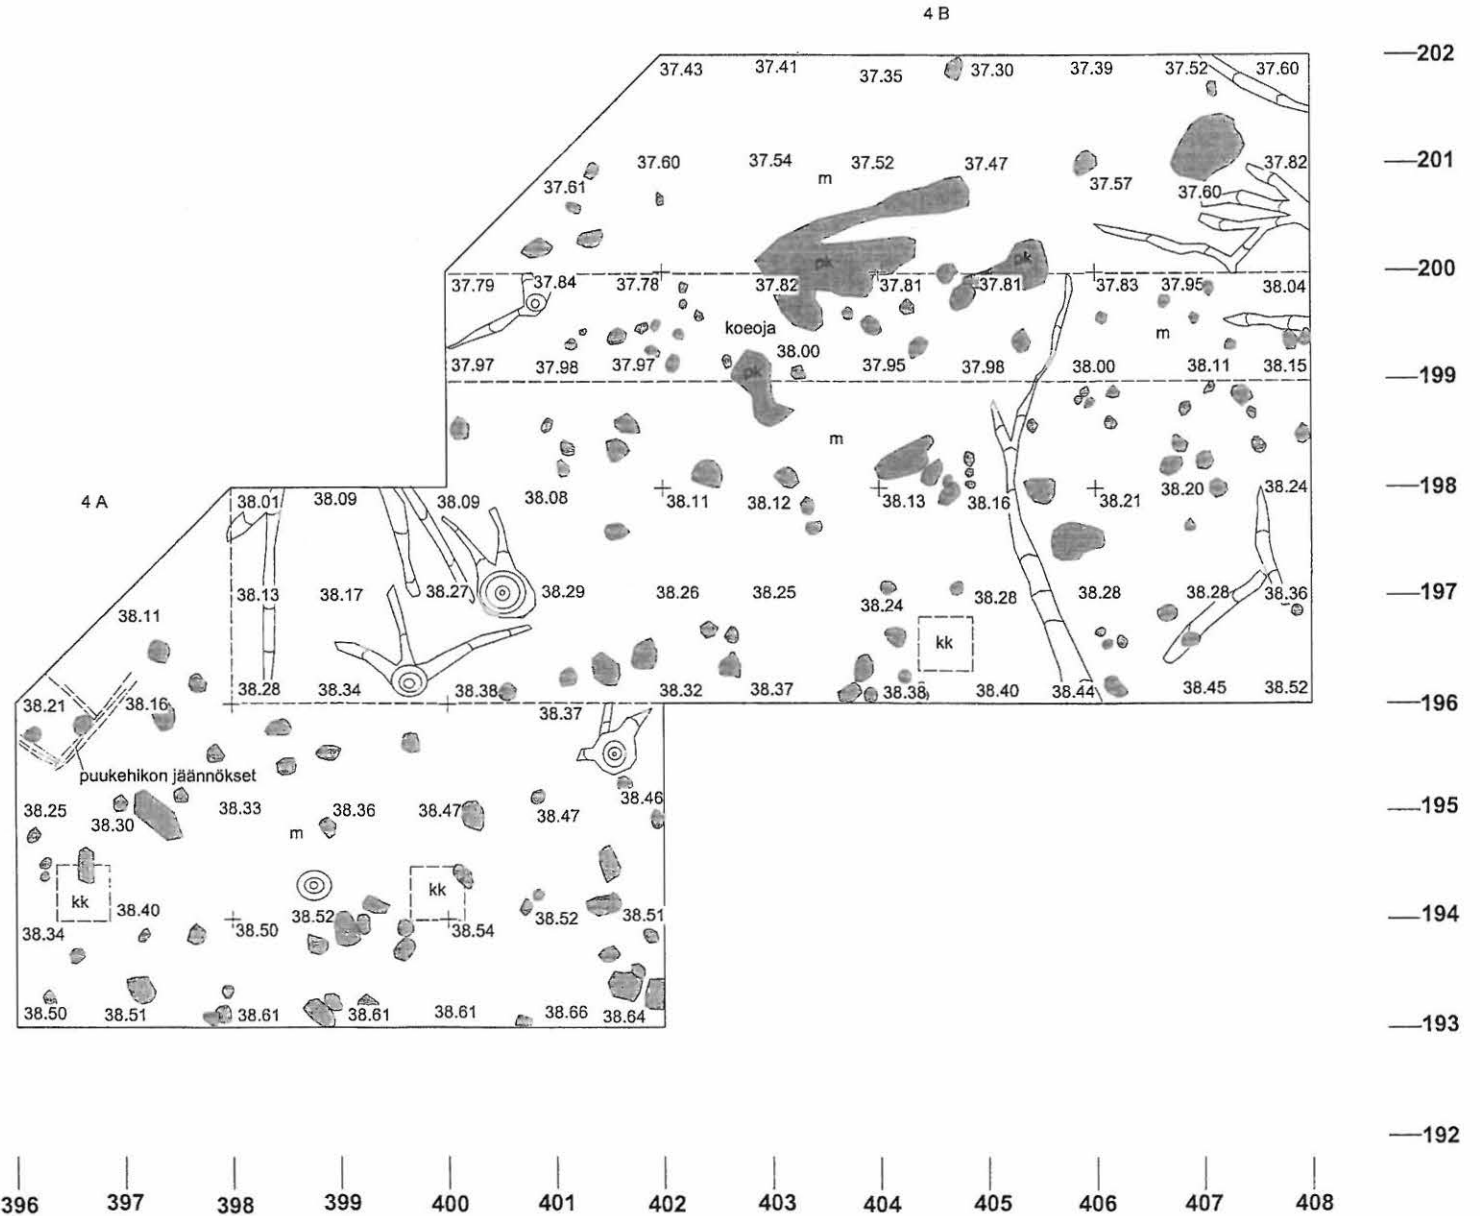 4 B
202
37.43 37.41 37.35 37.30 37.39 37.52 37.60
37.60 37.54 37.52 37.47 37.82 201
m
37.61 37.57 37.60
pk pk
200
37.79 37.84 37.78 37.82 37.81 37.81 37.83 37.95 38.04
koeoja m
38.00
37.97 37.98 37.97 pk 37.95 37.98 38.00 38.11 38.15
199
m
4 A 38.01 38.09 38.09 38.08 38.11 38.12 38.13 38.16 38.21 38.20 38.24 198
38.13 38.17 38.27 38.29 38.26 38.25 38.24 38.28 38.28 38.28 38.36 197
38.11
kk
38.28 38.34 38.38 38.32 38.37 38.38 38.40 38.44 38.45 38.52
38.21 38.16 38.37 196
puukehikon jäännökset
38.25 38.30 38.33 38.36 38.47 38.47 38.46 195
m
kk kk
38.40 38.52 38.52 38.51 194
38.34 38.50 38.54
38.50 38.51 38.61 38.61 38.61 38.66 38.64 193
192
396 397 398 399 400 401 402 403 404 405 406 407 408